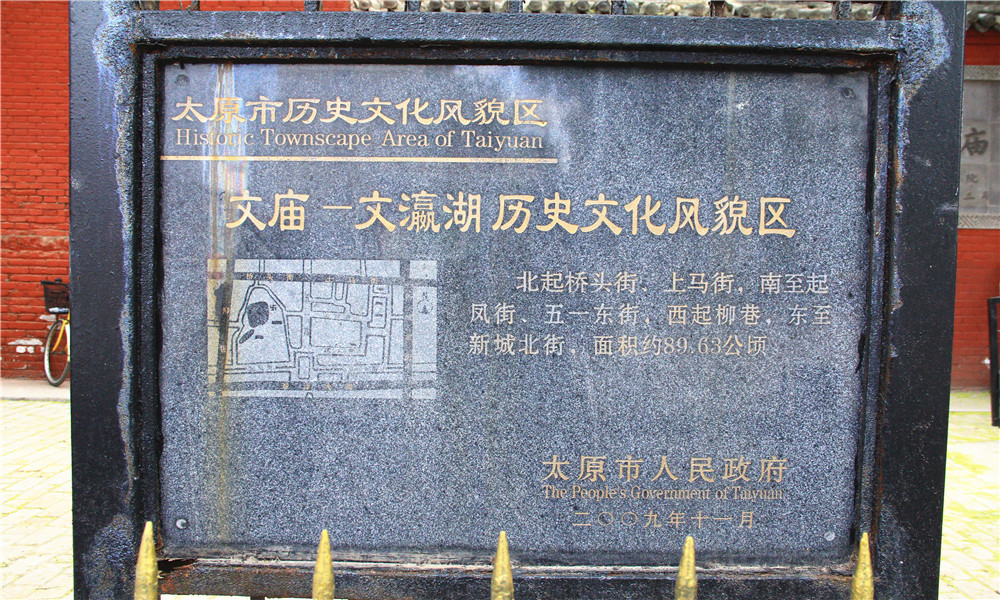 太原市历史文化风貌区
Historic Townscape Area of Taiyuan
文庙—文瀛湖历史文化风貌区
北起桥头街、上马街，南至起
凤街、五一东街，西起柳巷，东至
新城北街，面积约89.63公顷
太原市人民政府
The People's Government of Taiyuan
二〇〇九年十一月
庙